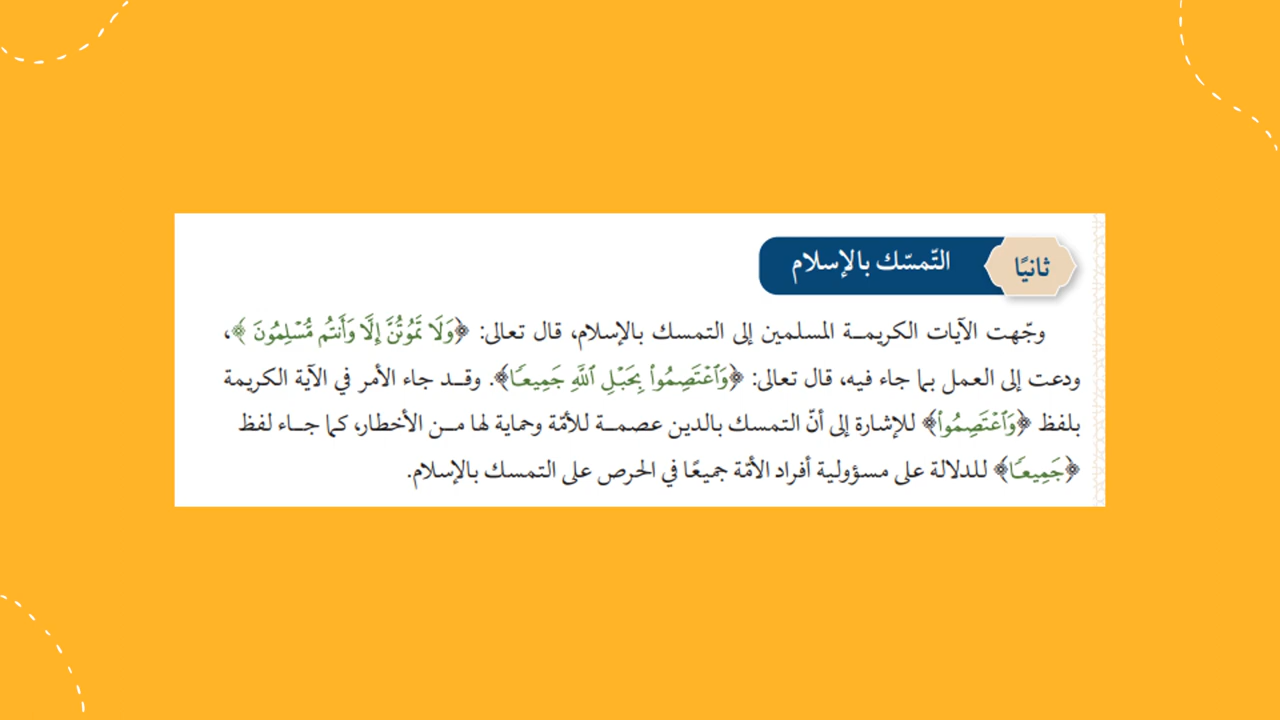 ثانيًا
التّمسّك بالإسلام
وجّهت الآيات الكريمة المسلمين إلى التمسك بالإسلام، قال تعالى: ﴿وَلَا تَمُوتُنَّ إِلَّا وَأَنتُم مُّسۡلِمُونَ﴾،
ودعت إلى العمل بما جاء فيه، قال تعالى: ﴿وَٱعۡتَصِمُواْ بِحَبۡلِ ٱللَّهِ جَمِيعٗا﴾. وقد جاء الأمر في الآية الكريمة
بلفظ ﴿وَٱعۡتَصِمُواْ﴾ للإشارة إلى أنّ التمسك بالدين عصمة للأمّة وحماية لها من الأخطار، كما جاء لفظ
﴿جَمِيعٗا﴾ للدلالة على مسؤولية أفراد الأمّة جميعًا في الحرص على التمسك بالإسلام.